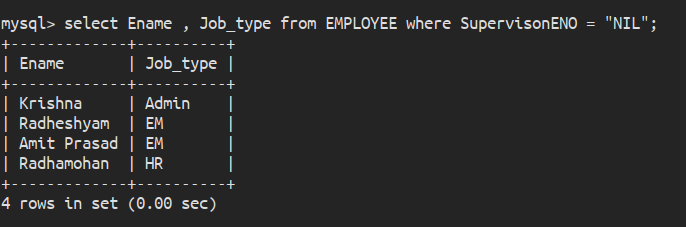 mysql> select Ename , Job_type from EMPLOYEE where SupervisonENO = "NIL";
+-------------+----------+
| Ename       | Job_type |
+-------------+----------+
| Krishna     | Admin    |
| Radheshyam  | EM       |
| Amit Prasad | EM       |
| Radhamohan  | HR       |
+-------------+----------+
4 rows in set (0.00 sec)